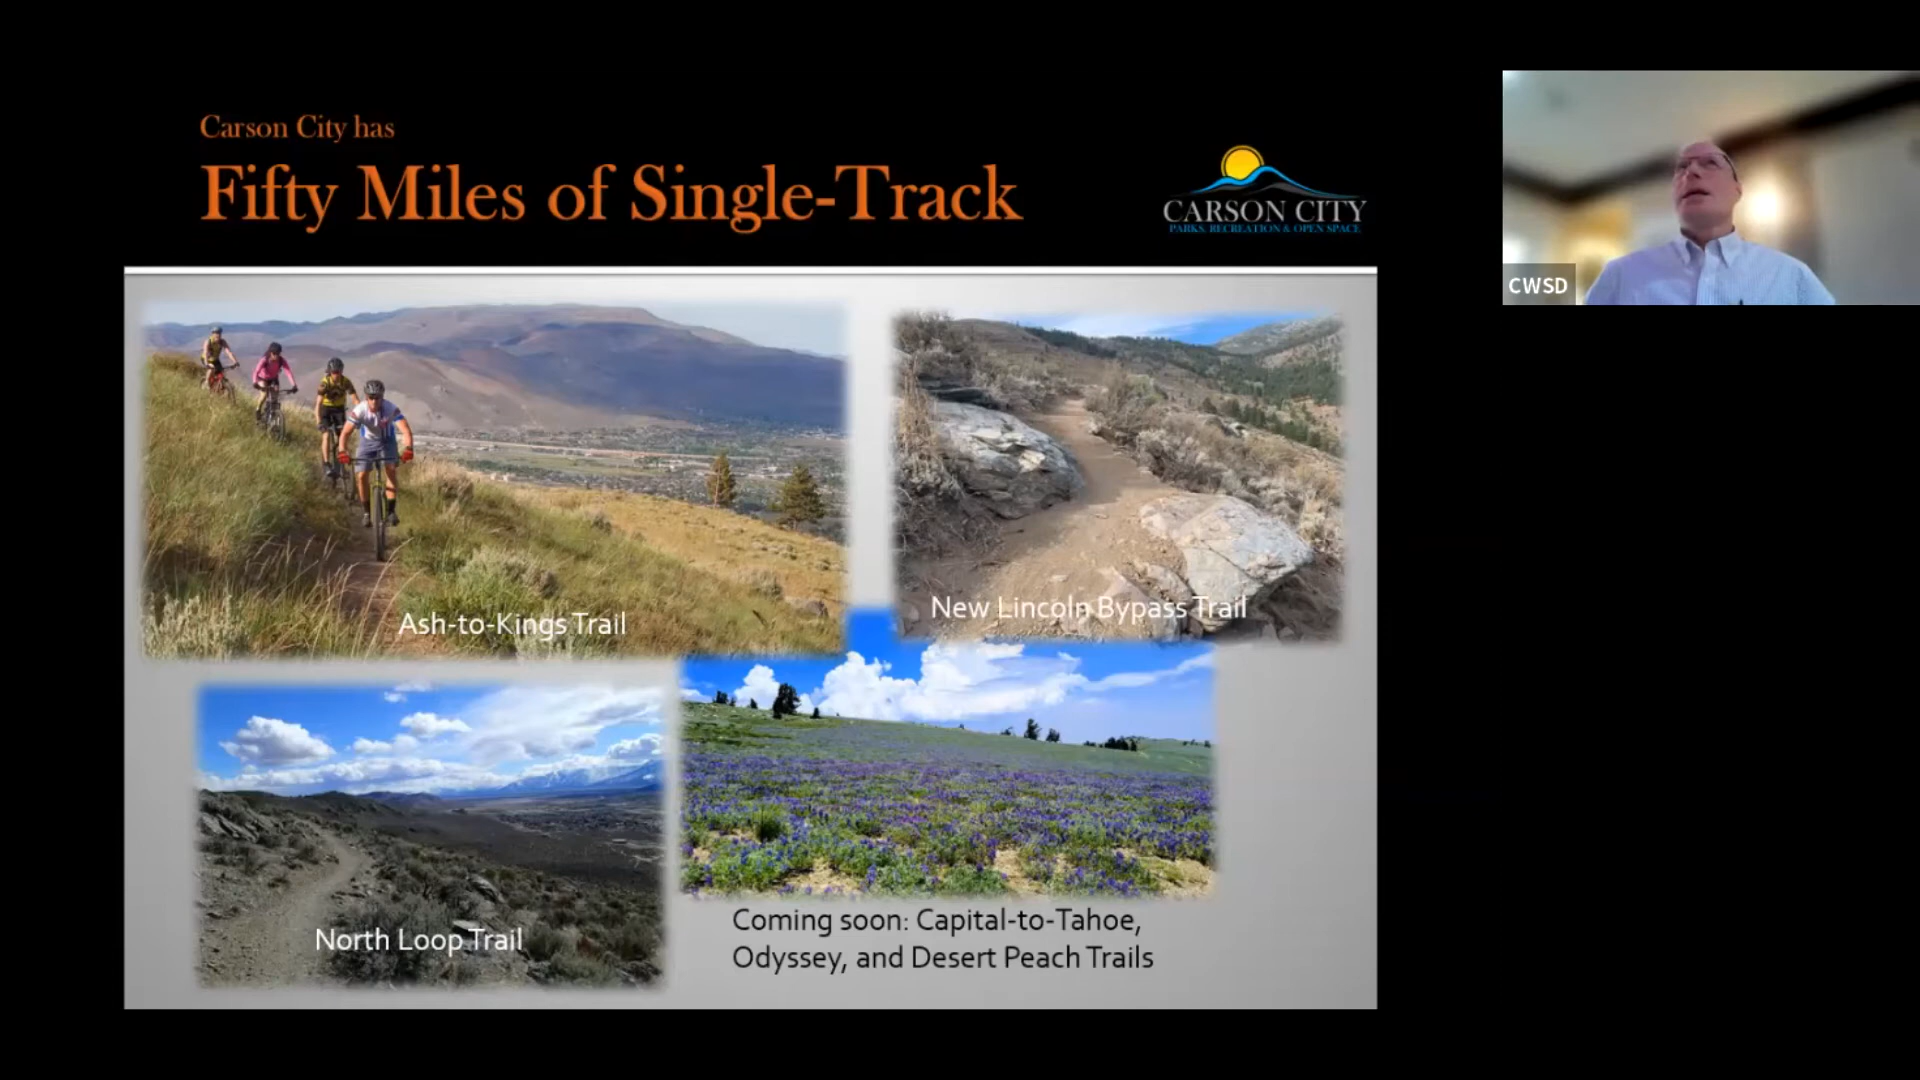 Carson City has
Fifty Miles of Single-Track
CARSON CITY
PARKS, RECREATION & OPEN SPACE
CWSD
Ash-to-Kings Trail
New Lincoln Bypass Trail
North Loop Trail
Coming soon: Capital-to-Tahoe,
Odyssey, and Desert Peach Trails